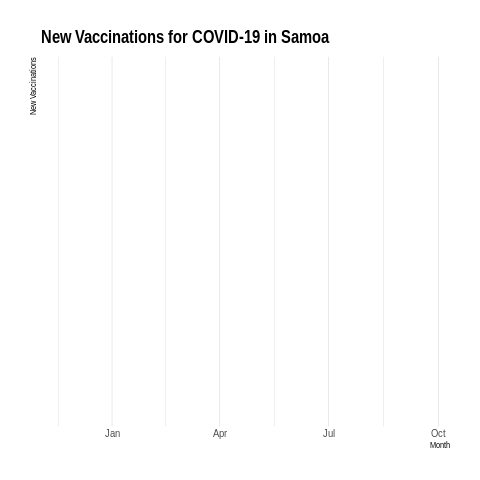 New Vaccinations for COVID-19 in Samoa
New Vaccinations
Jan Apr Jul Oct
Month